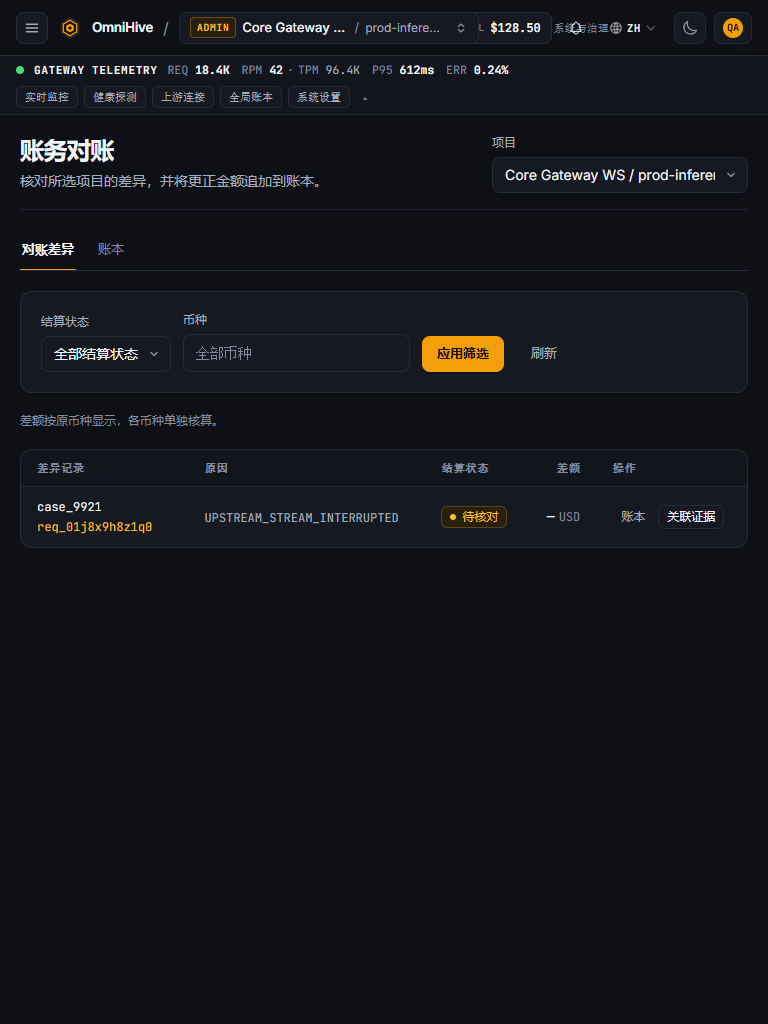 OmniHive / ADMIN Core Gateway ... / prod-infere... L $128.50 系统与治理 ZH QA
GATEWAY TELEMETRY REQ 18.4K RPM 42 · TPM 96.4K P95 612ms ERR 0.24%
实时监控 健康探测 上游连接 全局账本 系统设置
账务对账
核对所选项目的差异，并将更正金额追加到账本。
项目
Core Gateway WS / prod-infere
对账差异 账本
结算状态 币种
全部结算状态 全部币种 应用筛选 刷新
差额按原币种显示，各币种单独核算。
差异记录 原因 结算状态 差额 操作
case_9921
req_01j8x9h8z1q0 UPSTREAM_STREAM_INTERRUPTED 待核对 — USD 账本 关联证据